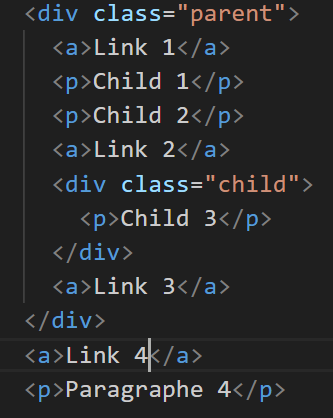 <div class="parent">
<a>Link 1</a>
<p>Child 1</p>
<p>Child 2</p>
<a>Link 2</a>
<div class="child">
<p>Child 3</p>
</div>
<a>Link 3</a>
</div>
<a>Link 4</a>
<p>Paragraphe 4</p>